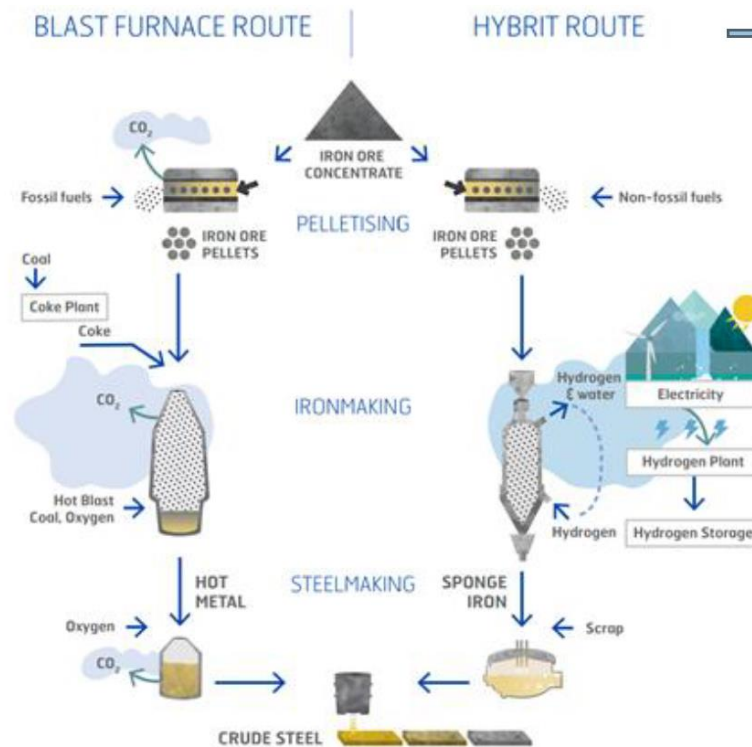 BLAST FURNACE ROUTE
HYBRIT ROUTE
CO₂
IRON ORE
CONCENTRATE
Fossil fuels
Non-fossil fuels
PELLETISING
IRON ORE
PELLETS
IRON ORE
PELLETS
Coal
Coke Plant
Coke
CO₂
IRONMAKING
Hydrogen
& water
Electricity
Hydrogen Plant
Hot Blast
Coal, Oxygen
Hydrogen
Hydrogen Storage
HOT
METAL
STEELMAKING
SPONGE
IRON
Oxygen
Scrap
CO₂
CRUDE STEEL